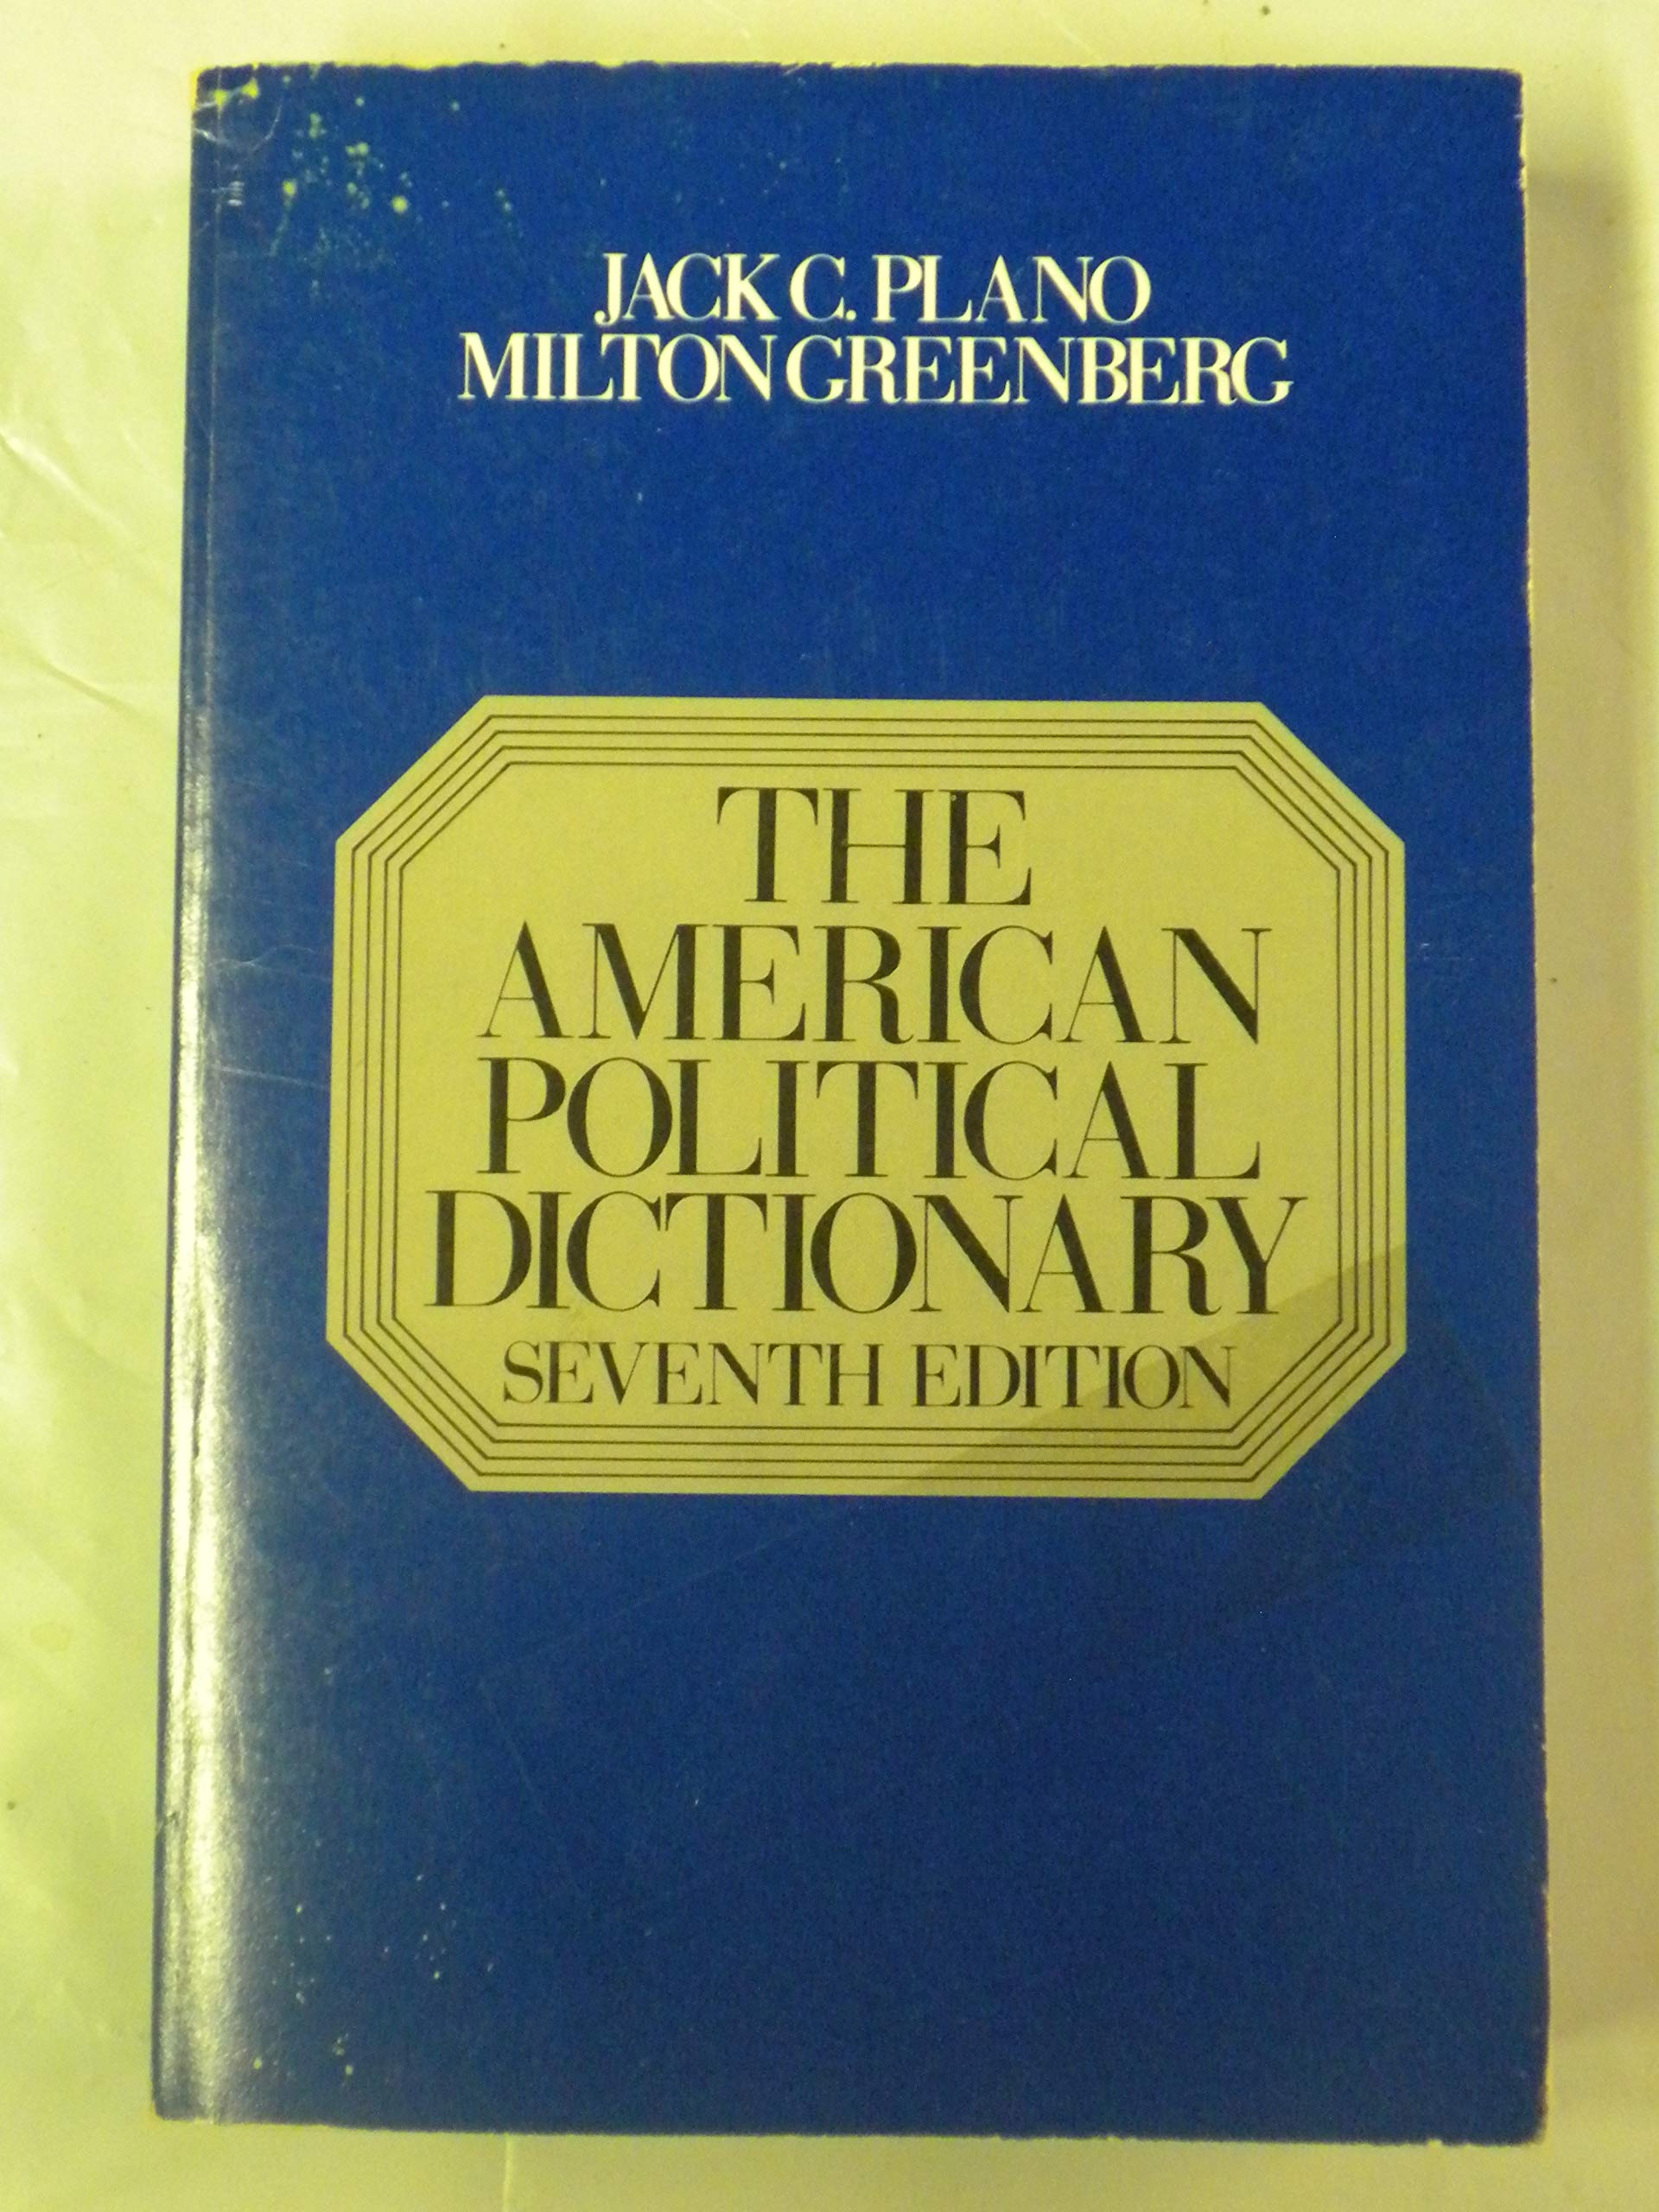 JACK C. PLANO
MILTON GREENBERG
THE
AMERICAN
POLITICAL
DICTIONARY
SEVENTH EDITION